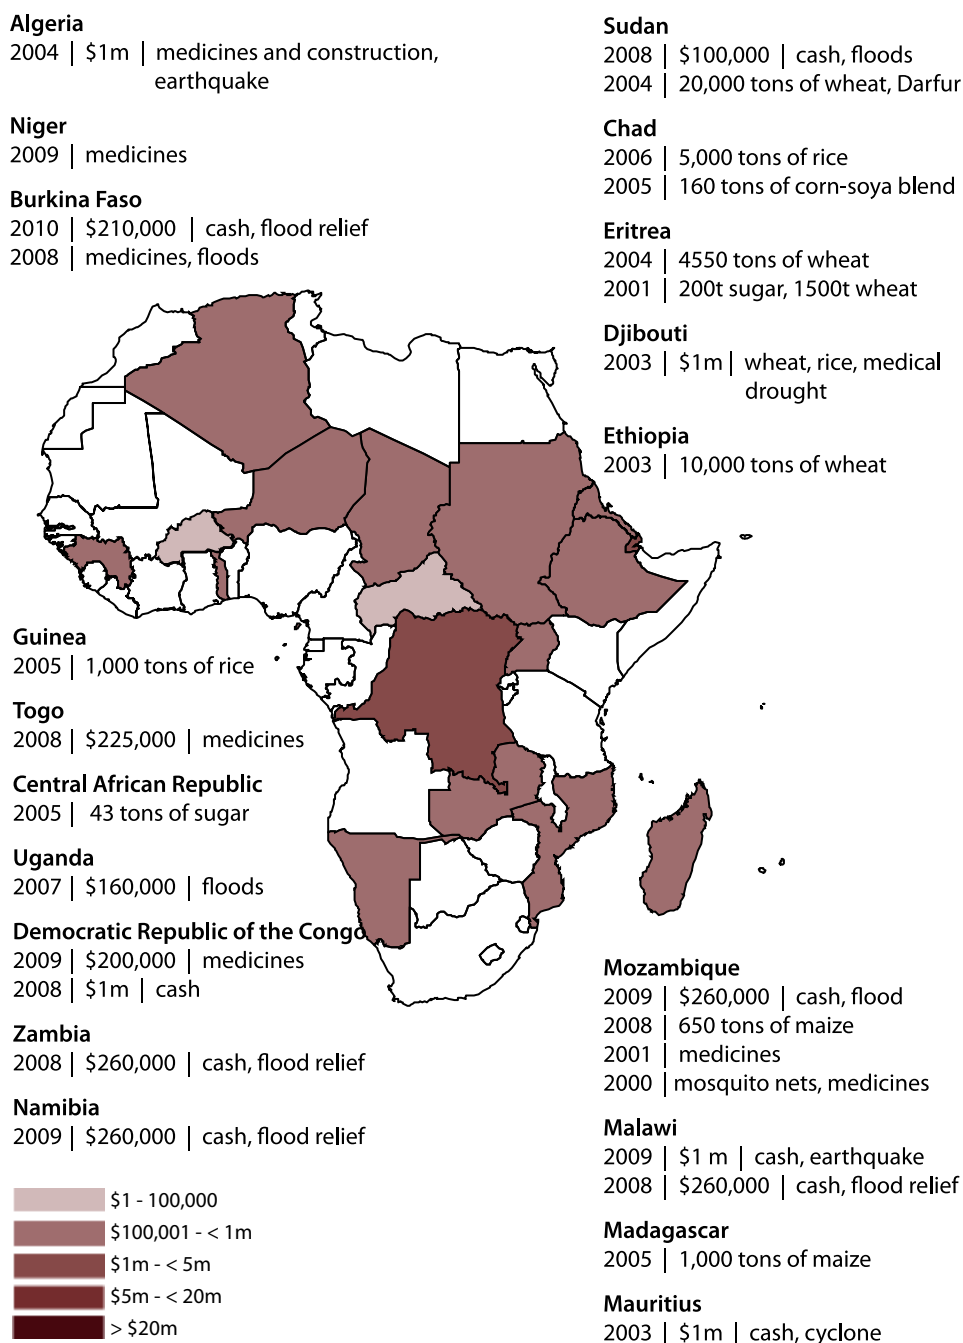 Algeria
2004 | $1m | medicines and construction,
earthquake
Niger
2009 | medicines
Burkina Faso
2010 | $210,000 | cash, flood relief
2008 | medicines, floods
Guinea
2005 | 1,000 tons of rice
Togo
2008 | $225,000 | medicines
Central African Republic
2005 | 43 tons of sugar
Uganda
2007 | $160,000 | floods
Democratic Republic of the Congo
2009 | $200,000 | medicines
2008 | $1m | cash
Zambia
2008 | $260,000 | cash, flood relief
Namibia
2009 | $260,000 | cash, flood relief
$1 - 100,000
$100,001 - < 1m
$1m - < 5m
$5m - < 20m
> $20m
Sudan
2008 | $100,000 | cash, floods
2004 | 20,000 tons of wheat, Darfur
Chad
2006 | 5,000 tons of rice
2005 | 160 tons of corn-soya blend
Eritrea
2004 | 4550 tons of wheat
2001 | 200t sugar, 1500t wheat
Djibouti
2003 | $1m | wheat, rice, medical
drought
Ethiopia
2003 | 10,000 tons of wheat
Mozambique
2009 | $260,000 | cash, flood
2008 | 650 tons of maize
2001 | medicines
2000 | mosquito nets, medicines
Malawi
2009 | $1 m | cash, earthquake
2008 | $260,000 | cash, flood relief
Madagascar
2005 | 1,000 tons of maize
Mauritius
2003 | $1m | cash, cyclone